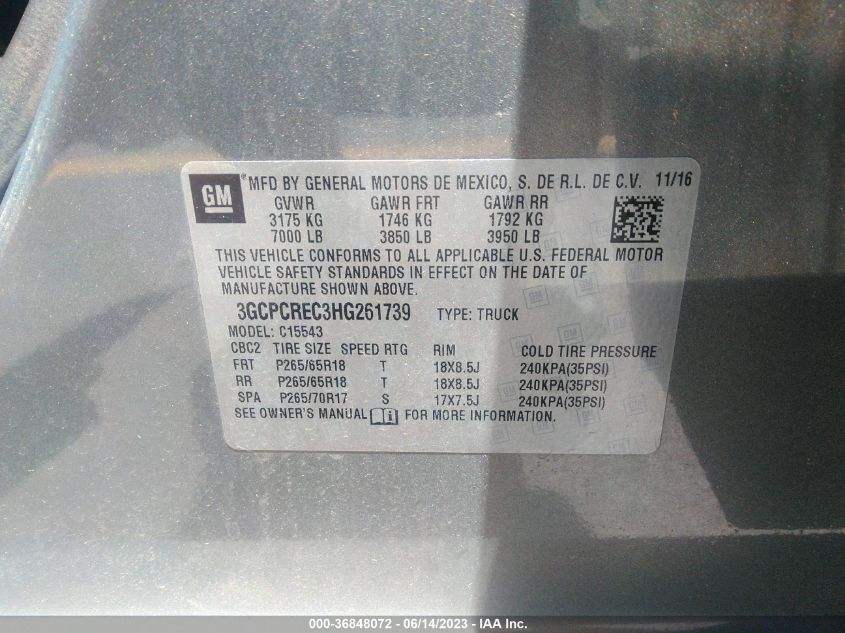 GM ® MFD BY GENERAL MOTORS DE MEXICO, S. DE R.L. DE C.V. 11/16
GVWR GAWR FRT GAWR RR
3175 KG 1746 KG 1792 KG
7000 LB 3850 LB 3950 LB
THIS VEHICLE CONFORMS TO ALL APPLICABLE U.S. FEDERAL MOTOR
VEHICLE SAFETY STANDARDS IN EFFECT ON THE DATE OF
MANUFACTURE SHOWN ABOVE.
3GCPCREC3HG261739 TYPE: TRUCK
MODEL: C15543
CBC2 TIRE SIZE SPEED RTG RIM COLD TIRE PRESSURE
FRT P265/65R18 T 18X8.5J 240KPA(35PSI)
RR P265/65R18 T 18X8.5J 240KPA(35PSI)
SPA P265/70R17 S 17X7.5J 240KPA(35PSI)
SEE OWNER'S MANUAL i FOR MORE INFORMATION.
000-36848072 - 06/14/2023 - IAA Inc.